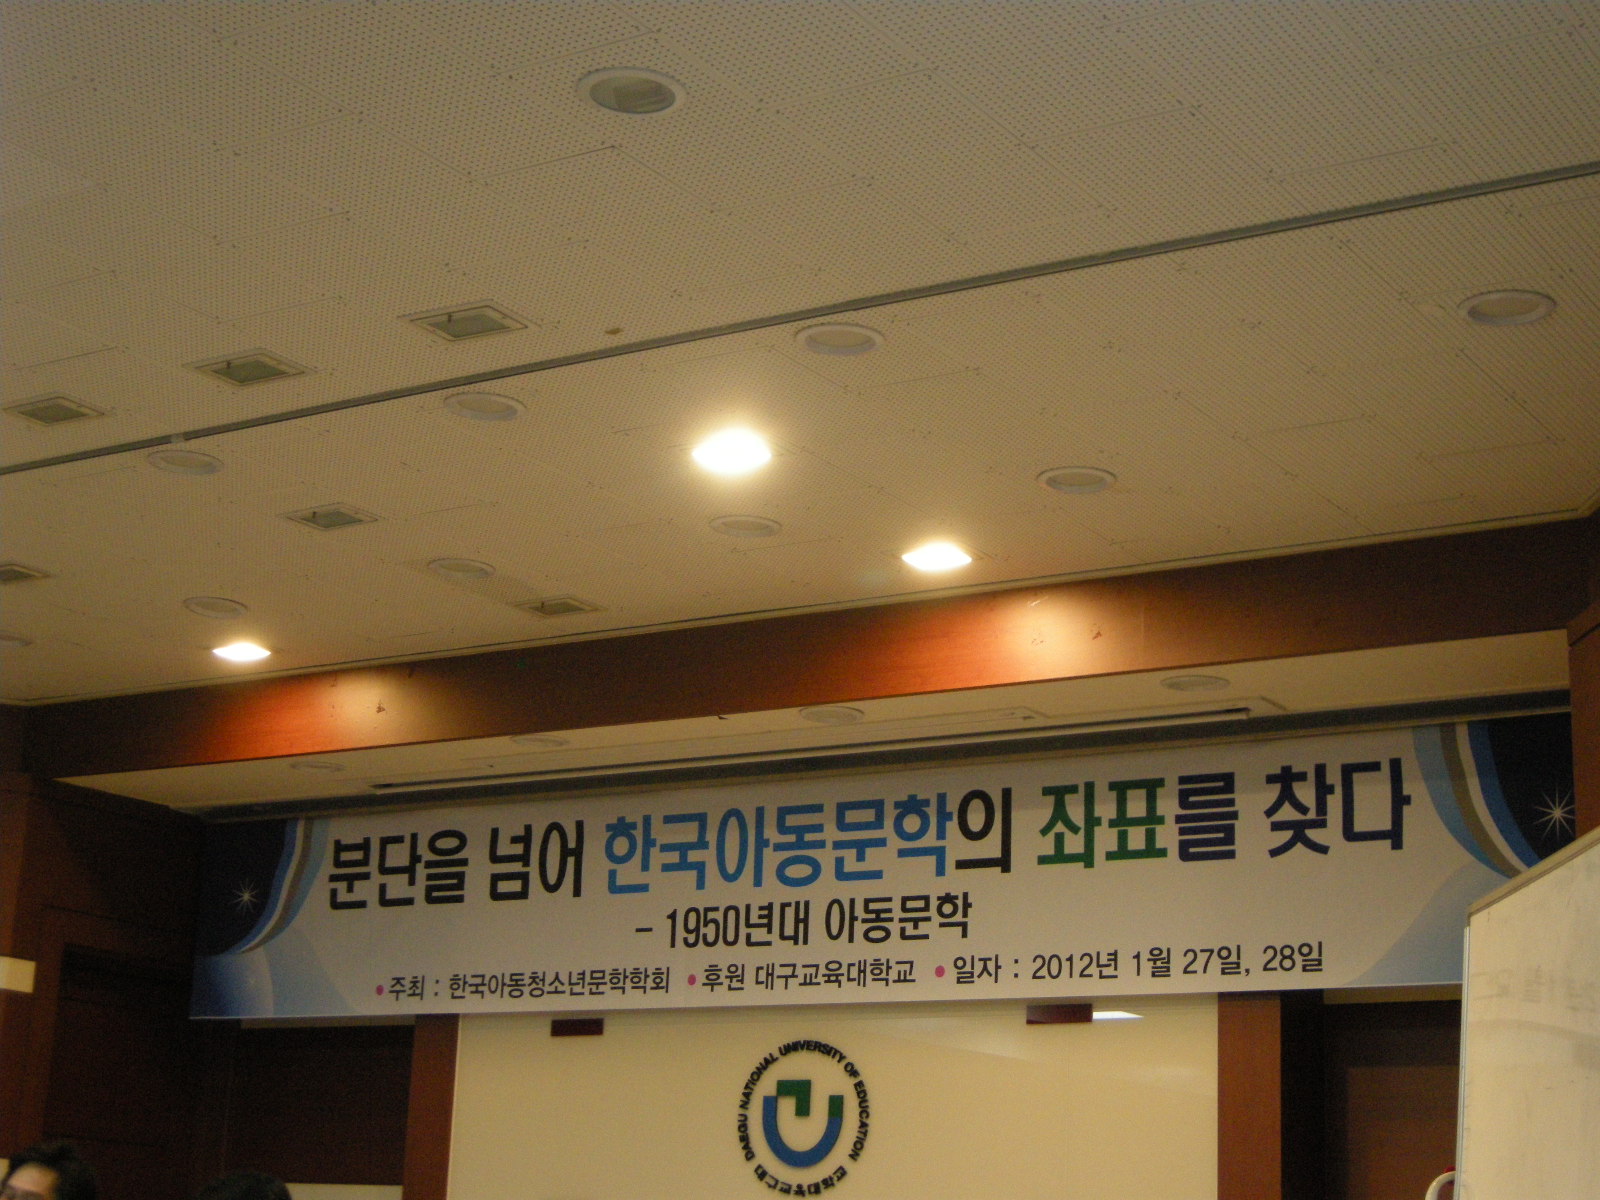 분단을 넘어 한국아동문학의 좌표를 찾다
- 1950년대 아동문학
• 주최 : 한국아동청소년문학학회 • 후원 대구교육대학교 • 일자 : 2012년 1월 27일, 28일
DAEGU NATIONAL UNIVERSITY OF EDUCATION
대구교육대학교